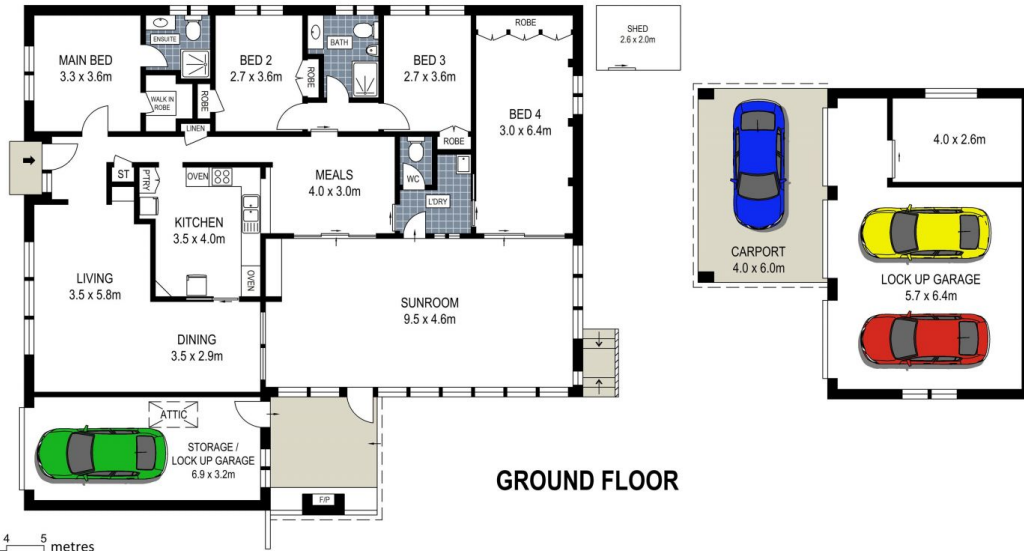 ROBE
SHED
2.6 x 2.0m
ENSUITE
BATH
MAIN BED
3.3 x 3.6m
BED 2
2.7 x 3.6m
BED 3
2.7 x 3.6m
ROBE
WALK IN
ROBE
ROBE
BED 4
3.0 x 6.4m
LINEN
ROBE
4.0 x 2.6m
ST
PTRY
OVEN
MEALS
4.0 x 3.0m
WC
L'DRY
KITCHEN
3.5 x 4.0m
CARPORT
4.0 x 6.0m
LIVING
3.5 x 5.8m
OVEN
LOCK UP GARAGE
5.7 x 6.4m
SUNROOM
9.5 x 4.6m
DINING
3.5 x 2.9m
ATTIC
STORAGE /
LOCK UP GARAGE
6.9 x 3.2m
GROUND FLOOR
F/P
4 5 metres